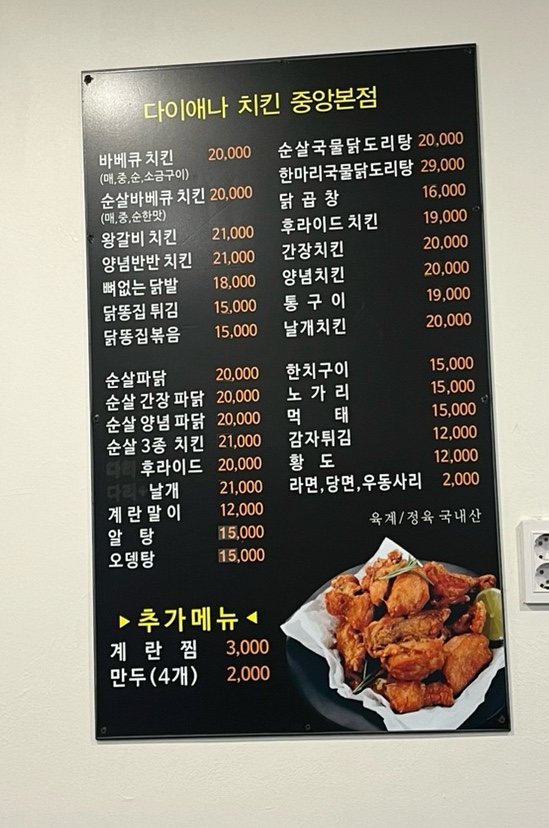 다이애나 치킨 중앙본점
바베큐 치킨 20,000
(매,중,순,소금구이)
순살바베큐 치킨 20,000
(매,중,순한맛)
왕갈비 치킨 21,000
양념반반 치킨 21,000
뼈없는 닭발 18,000
닭똥집 튀김 15,000
닭똥집볶음 15,000
순살파닭 20,000
순살 간장 파닭 20,000
순살 양념 파닭 20,000
순살 3종 치킨 21,000
다리 후라이드 20,000
다리+날개 21,000
계란말이 12,000
알 탕 15,000
오뎅탕 15,000
▶추가메뉴◀
계 란 찜 3,000
만두(4개) 2,000
순살국물닭도리탕 20,000
한마리국물닭도리탕 29,000
닭 곱 창 16,000
후라이드 치킨 19,000
간장치킨 20,000
양념치킨 20,000
통 구 이 19,000
날개치킨 20,000
한치구이 15,000
노 가 리 15,000
먹 태 15,000
감자튀김 12,000
황 도 12,000
라면,당면,우동사리 2,000
육계/정육 국내산